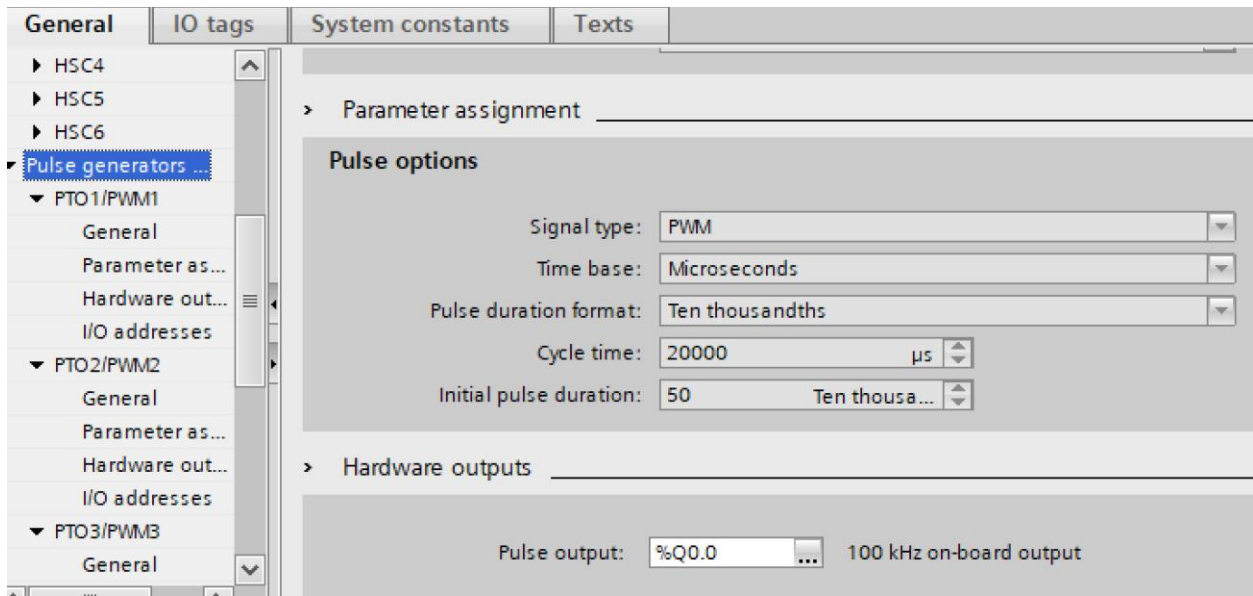 General
IO tags
System constants
Texts
HSC4
HSC5
HSC6
Pulse generators ...
PTO1/PWM1
General
Parameter as...
Hardware out...
I/O addresses
PTO2/PWM2
General
Parameter as...
Hardware out...
I/O addresses
PTO3/PWM3
General
Parameter assignment
Pulse options
Signal type: PWM
Time base: Microseconds
Pulse duration format: Ten thousandths
Cycle time: 20000 µs
Initial pulse duration: 50 Ten thousa...
Hardware outputs
Pulse output: %Q0.0 ... 100 kHz on-board output